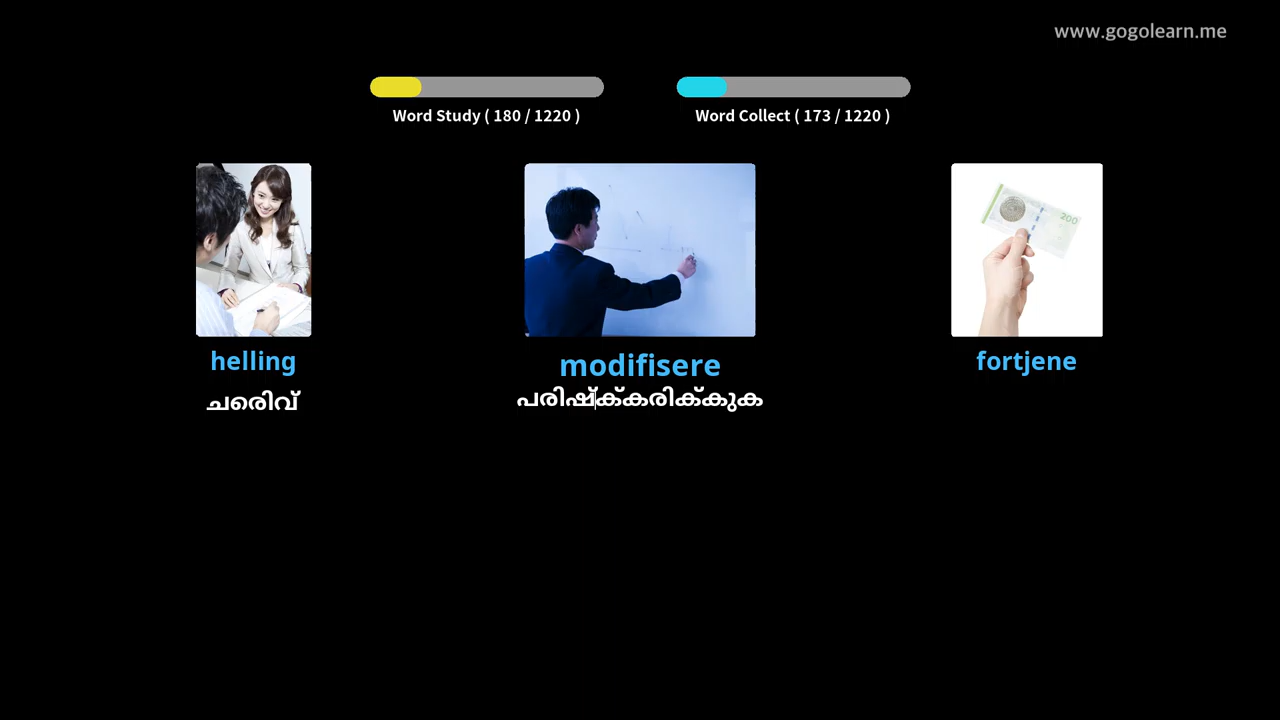 www.gogolearn.me
Word Study ( 180 / 1220 )
Word Collect ( 173 / 1220 )
helling
ചരിെവ്
modifisere
പരിഷ്ക്കരിക്കുക
fortjene